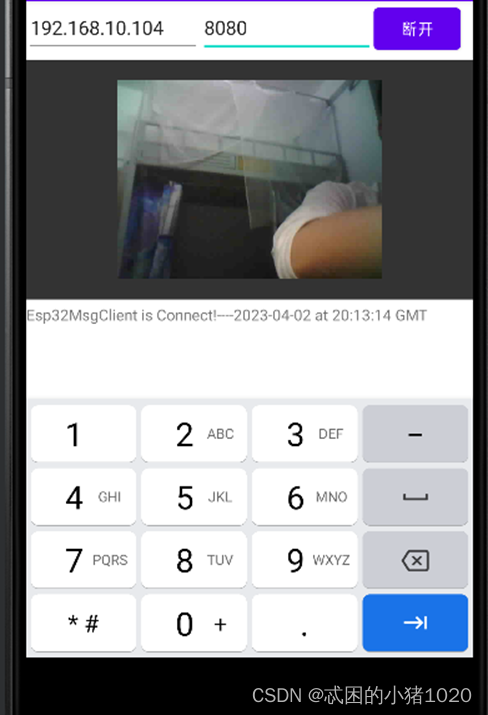 192.168.10.104 8080 断开
Esp32MsgClient is Connect!----2023-04-02 at 20:13:14 GMT
1 2 ABC 3 DEF -
4 GHI 5 JKL 6 MNO
7 PQRS 8 TUV 9 WXYZ
* # 0 + .
CSDN @忒困的小猪1020